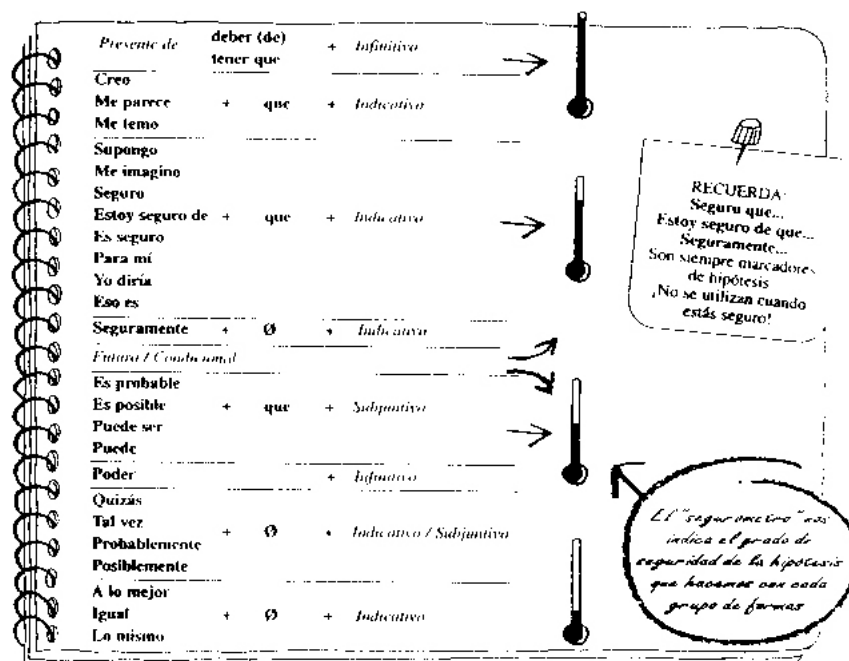 Presente de deber (de) + Infinitivo
tener que
Creo
Me parece + que + Indicativo
Me temo
Supongo
Me imagino
Seguro
Estoy seguro de + que + Indicativo
Es seguro
Para mí
Yo diría
Eso es
Seguramente + Ø + Indicativo
Futuro / Condicional
Es probable
Es posible + que + Subjuntivo
Puede ser
Puede
Poder + Infinitivo
Quizás
Tal vez + Ø + Indicativo / Subjuntivo
Probablemente
Posiblemente
A lo mejor
Igual + Ø + Indicativo
Lo mismo
RECUERDA:
Seguro que...
Estoy seguro de que...
Seguramente...
Son siempre marcadores
de hipótesis
¡No se utilizan cuando
estás seguro!
El "segurómetro" nos
indica el grado de
seguridad de la hipótesis
que hacemos con cada
grupo de formas